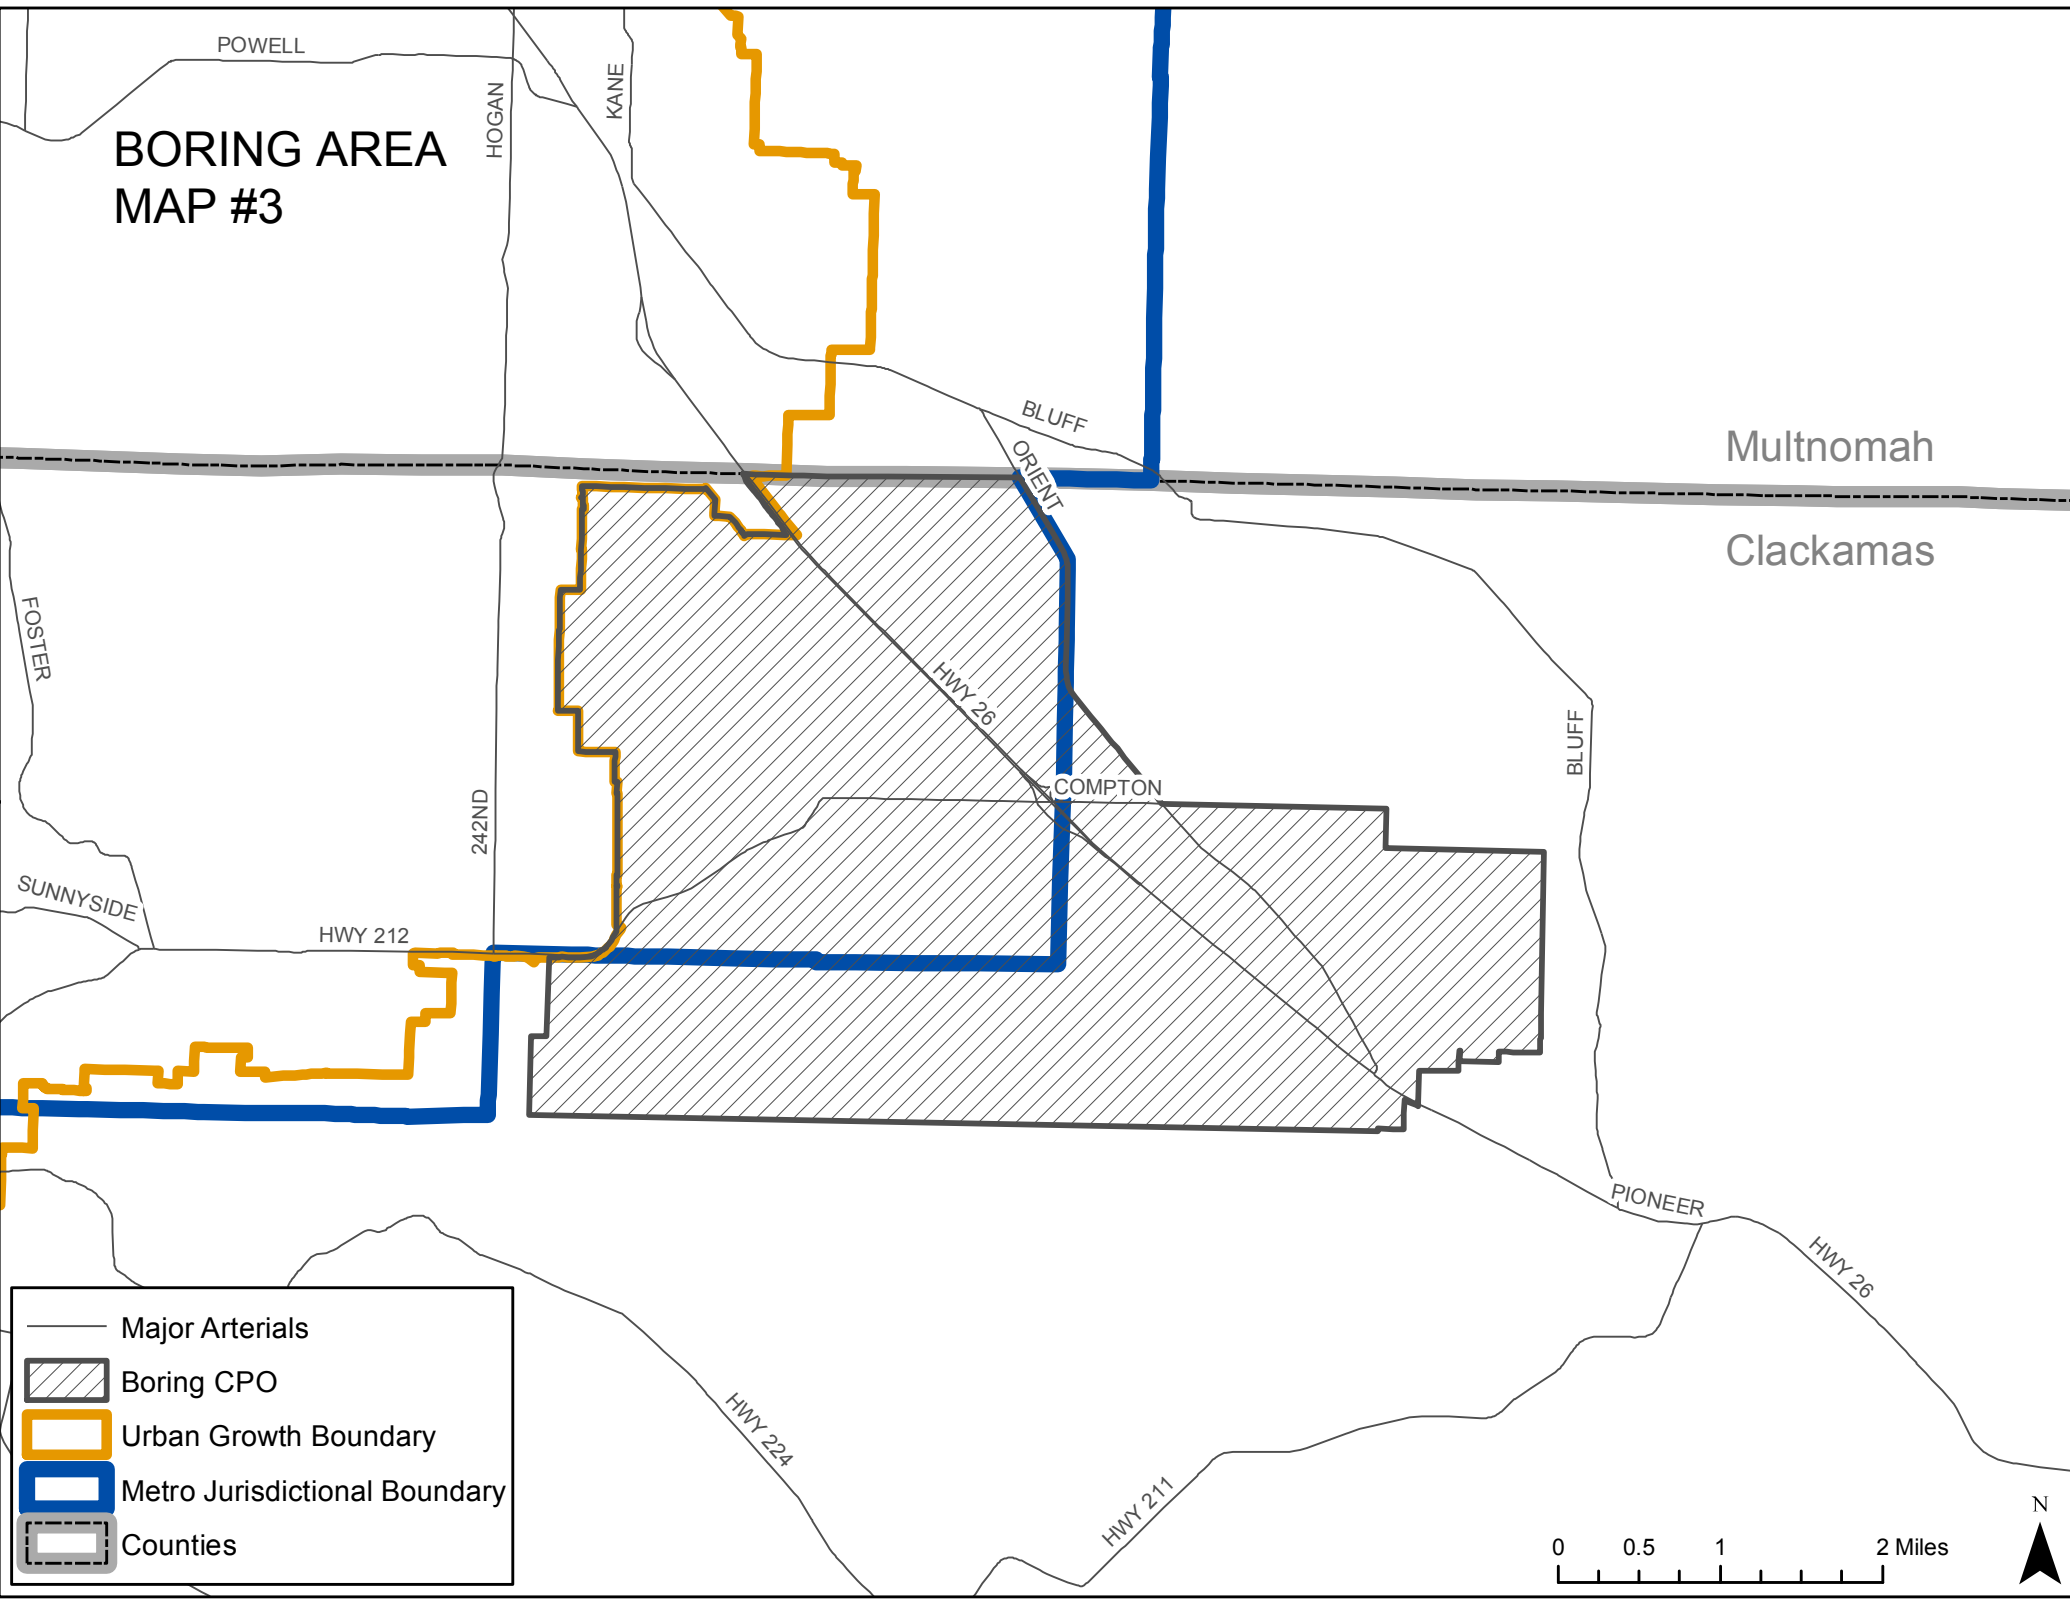 POWELL
HOGAN
KANE
BORING AREA
MAP #3
BLUFF
ORIENT
Multnomah
Clackamas
FOSTER
HWY 26
BLUFF
COMPTON
242ND
SUNNYSIDE
HWY 212
PIONEER
HWY 26
HWY 224
HWY 211
Major Arterials
Boring CPO
Urban Growth Boundary
Metro Jurisdictional Boundary
Counties
0 0.5 1 2 Miles
N